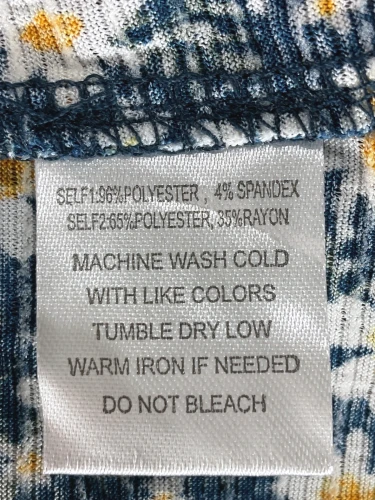 SELF1:96%POLYESTER , 4% SPANDEX
SELF2:65%POLYESTER, 35%RAYON
MACHINE WASH COLD
WITH LIKE COLORS
TUMBLE DRY LOW
WARM IRON IF NEEDED
DO NOT BLEACH